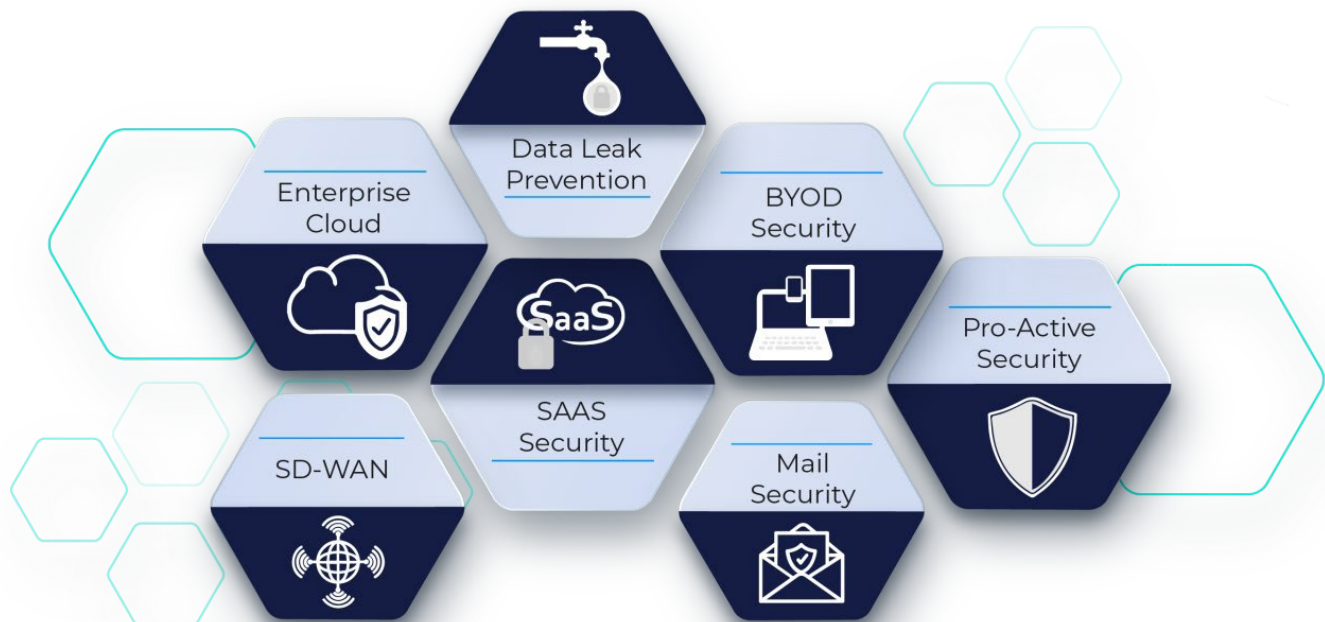 Data Leak
Prevention
Enterprise
Cloud
BYOD
Security
SaaS
Pro-Active
Security
SAAS
Security
SD-WAN
Mail
Security